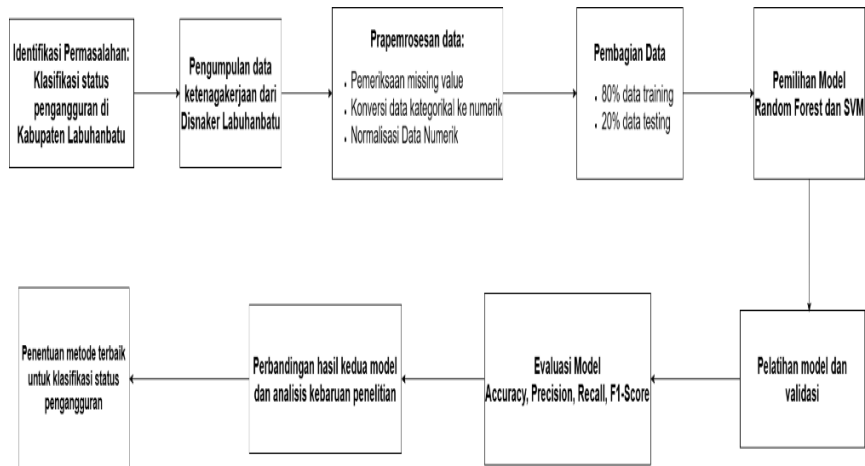 Identifikasi Permasalahan:
Klasifikasi status
pengangguran di
Kabupaten Labuhanbatu
Pengumpulan data
ketenagakerjaan dari
Disnaker Labuhanbatu
Prapemrosesan data:
• Pemeriksaan missing value
• Konversi data kategorikal ke numerik
• Normalisasi Data Numerik
Pembagian Data
• 80% data training
• 20% data testing
Pemilihan Model
Random Forest dan SVM
Pelatihan model dan
validasi
Evaluasi Model
Accuracy, Precision, Recall, F1-Score
Perbandingan hasil kedua model
dan analisis kebaruan penelitian
Penentuan metode terbaik
untuk klasifikasi status
pengangguran